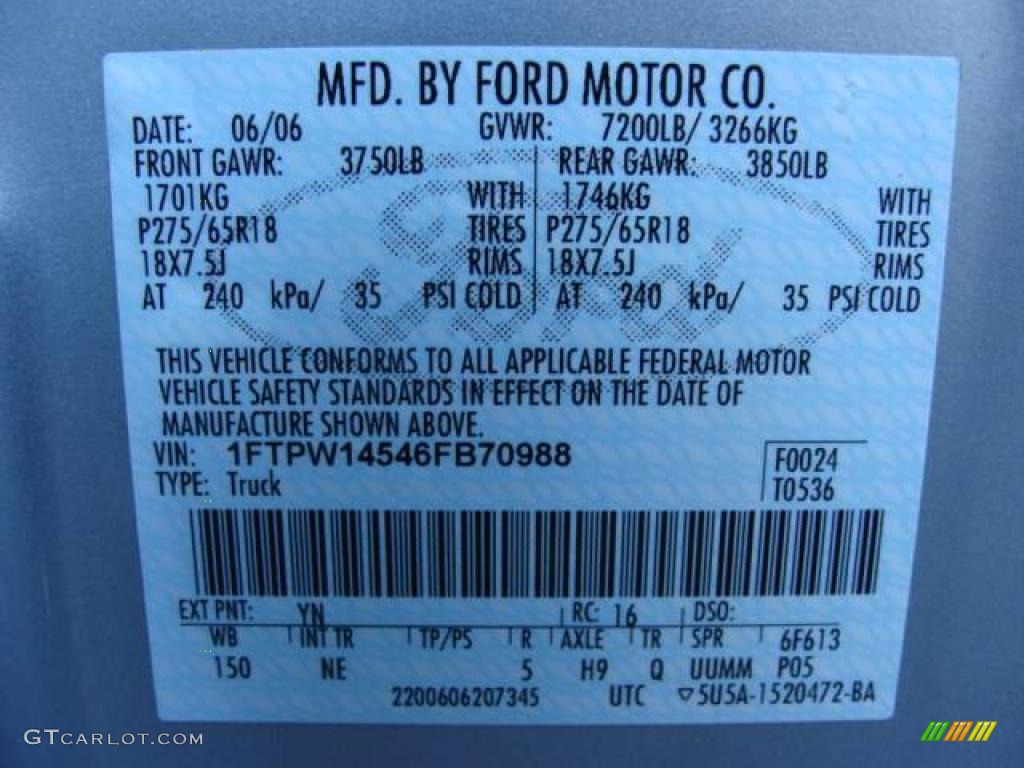 MFD. BY FORD MOTOR CO.
DATE: 06/06 GVWR: 7200LB/ 3266KG
FRONT GAWR: 3750LB REAR GAWR: 3850LB
1701KG WITH 1746KG WITH
P275/65R18 TIRES P275/65R18 TIRES
18X7.5J RIMS 18X7.5J RIMS
AT 240 kPa/ 35 PSI COLD AT 240 kPa/ 35 PSI COLD
Ford
THIS VEHICLE CONFORMS TO ALL APPLICABLE FEDERAL MOTOR
VEHICLE SAFETY STANDARDS IN EFFECT ON THE DATE OF
MANUFACTURE SHOWN ABOVE.
VIN: 1FTPW14546FB70988 F0024
TYPE: Truck T0536
EXT PNT: YN RC: 16 DSO:
WB INT TR TP/PS R AXLE TR SPR 6F613
150 NE 5 H9 Q UUMM P05
2200606207345 UTC 5U5A-1520472-BA
GTCARLOT.COM